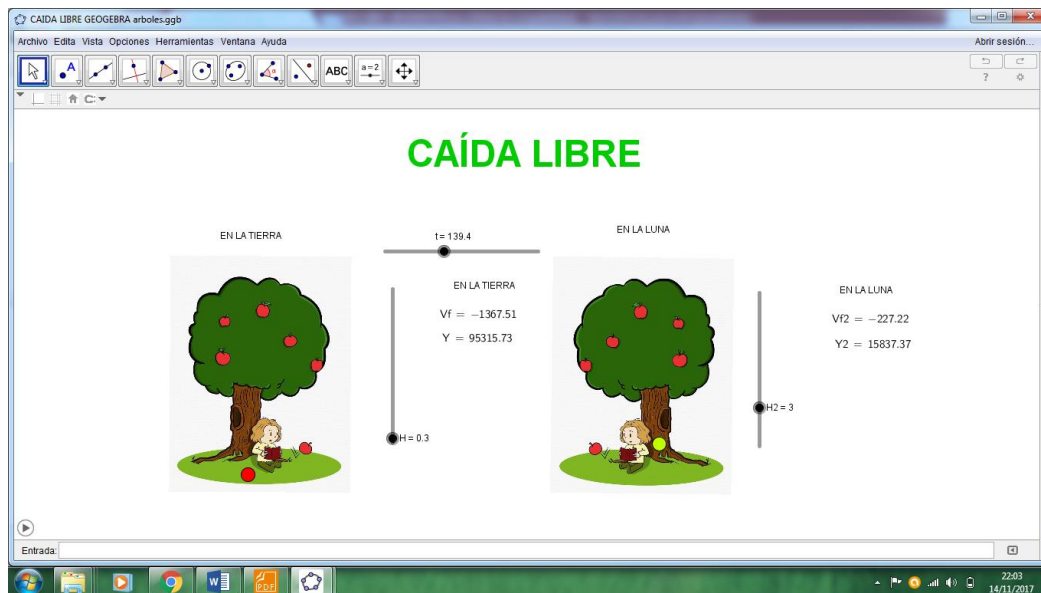 CAIDA LIBRE GEOGEBRA arboles.ggb
Archivo Edita Vista Opciones Herramientas Ventana Ayuda
Abrir sesión...
A
α
ABC
a=2
?
CAÍDA LIBRE
EN LA TIERRA
t = 139.4
EN LA LUNA
EN LA TIERRA
Vf = −1367.51
Y = 95315.73
H = 0.3
EN LA LUNA
Vf2 = −227.22
Y2 = 15837.37
H2 = 3
Entrada:
W
PDF
22:03
14/11/2017